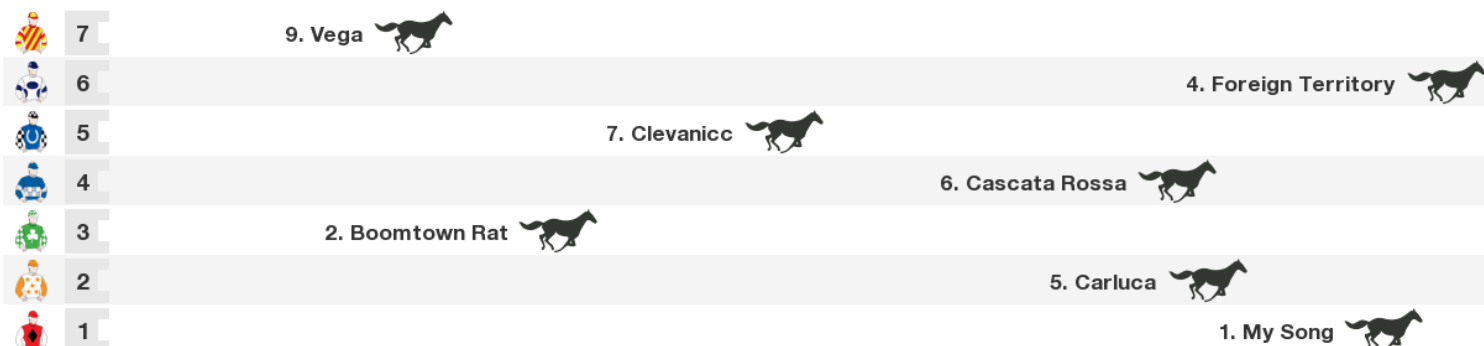 7 9. Vega
6 4. Foreign Territory
5 7. Clevanicc
4 6. Cascata Rossa
3 2. Boomtown Rat
2 5. Carluca
1 1. My Song